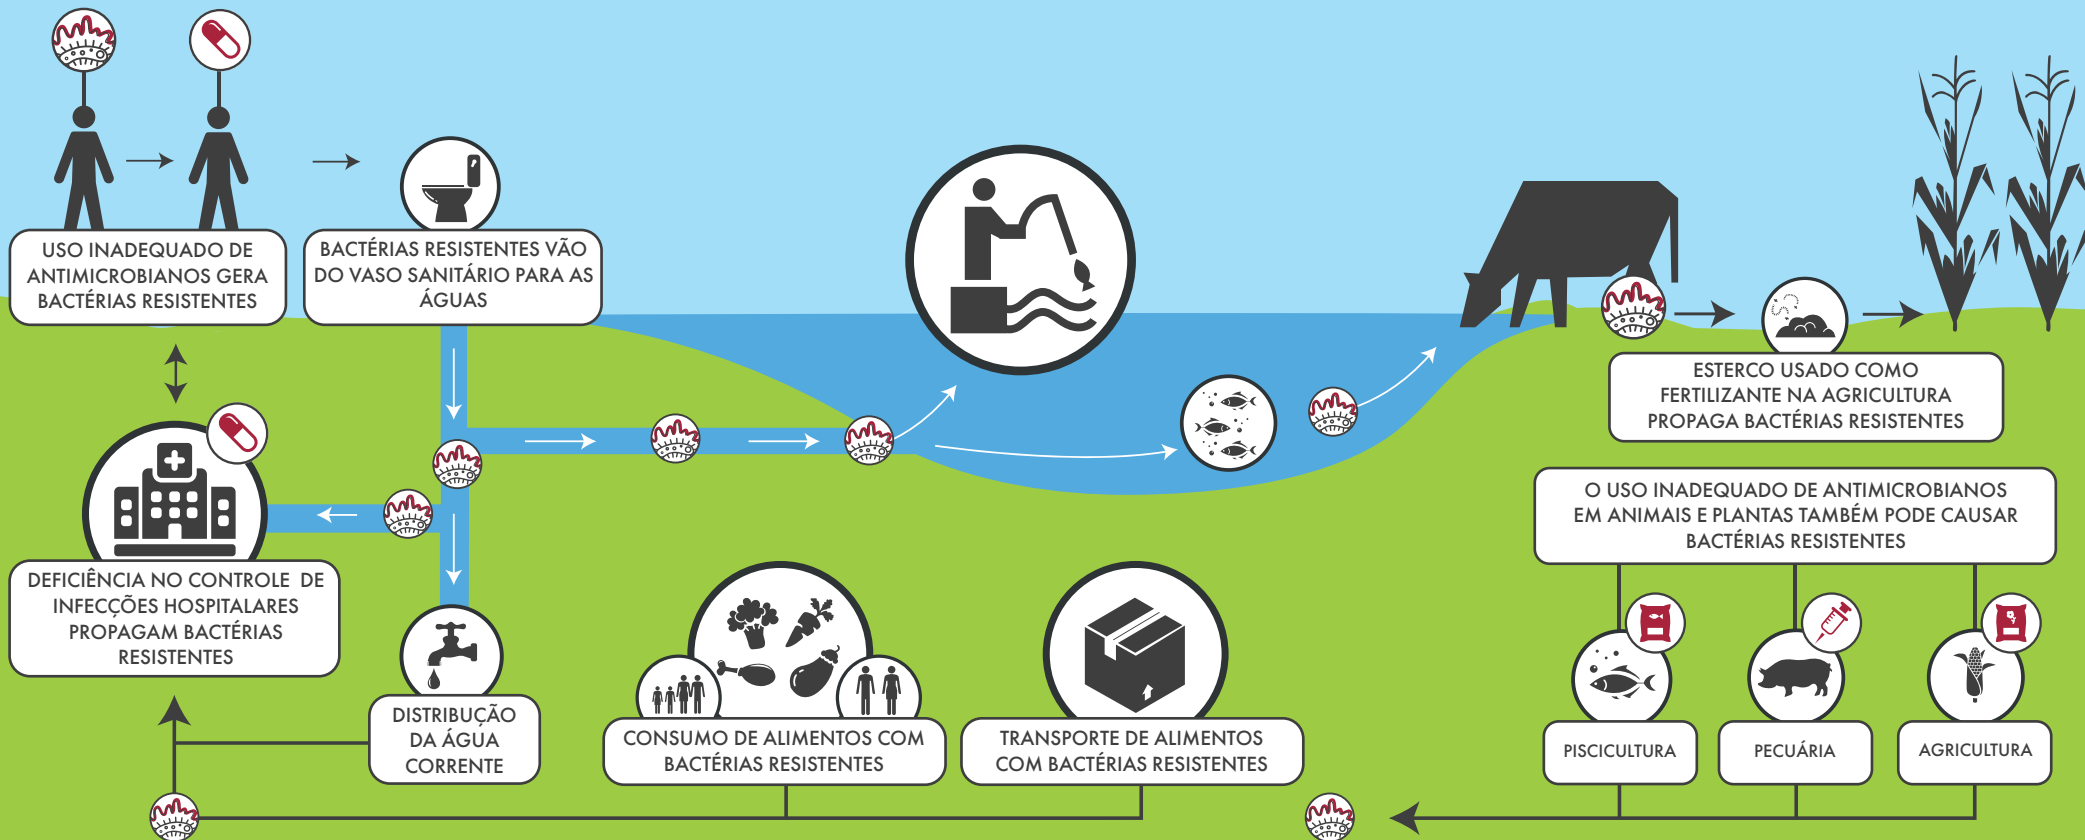 USO INADEQUADO DE
ANTIMICROBIANOS GERA
BACTÉRIAS RESISTENTES
BACTÉRIAS RESISTENTES VÃO
DO VASO SANITÁRIO PARA AS
ÁGUAS
ESTERCO USADO COMO
FERTILIZANTE NA AGRICULTURA
PROPAGA BACTÉRIAS RESISTENTES
O USO INADEQUADO DE ANTIMICROBIANOS
EM ANIMAIS E PLANTAS TAMBÉM PODE CAUSAR
BACTÉRIAS RESISTENTES
DEFICIÊNCIA NO CONTROLE DE
INFECÇÕES HOSPITALARES
PROPAGAM BACTÉRIAS
RESISTENTES
DISTRIBUÇÃO
DA ÁGUA
CORRENTE
CONSUMO DE ALIMENTOS COM
BACTÉRIAS RESISTENTES
TRANSPORTE DE ALIMENTOS
COM BACTÉRIAS RESISTENTES
PISCICULTURA
PECUÁRIA
AGRICULTURA